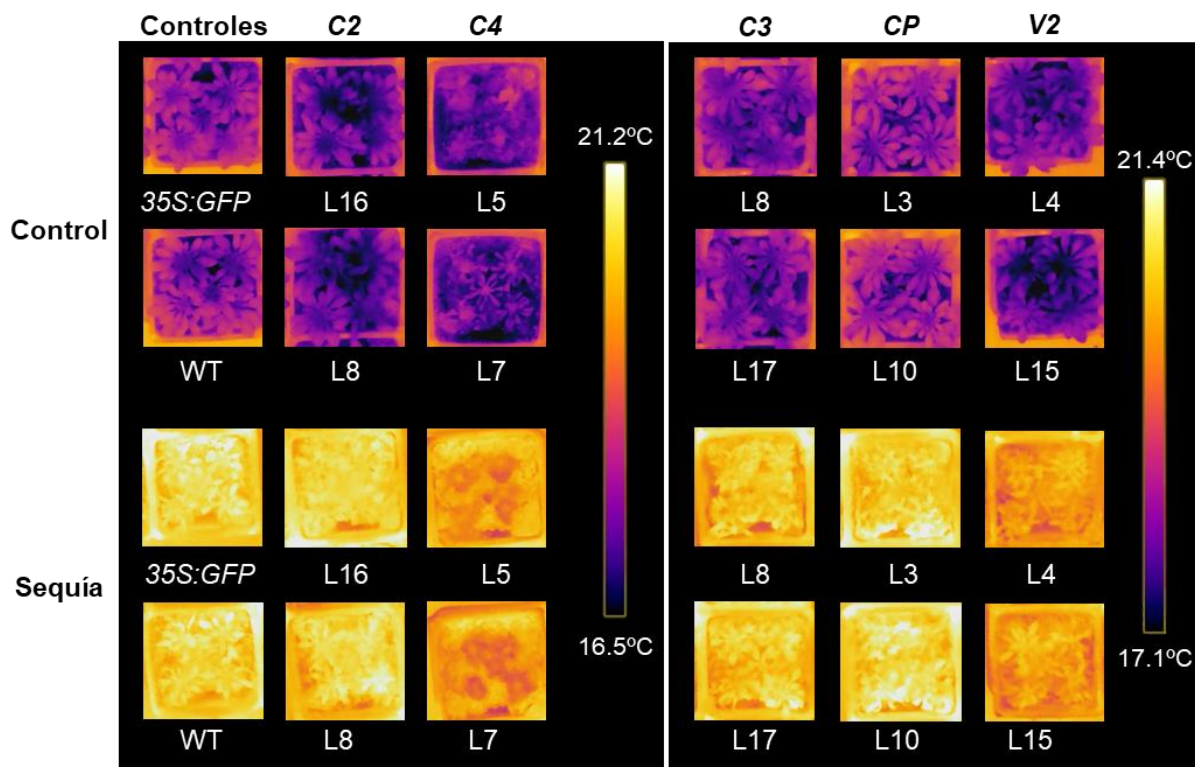 Controles C2 C4 C3 CP V2
21.2ºC 21.4ºC
35S:GFP L16 L5 L8 L3 L4
Control
WT L8 L7 L17 L10 L15
35S:GFP L16 L5 L8 L3 L4
Sequía
16.5ºC 17.1ºC
WT L8 L7 L17 L10 L15